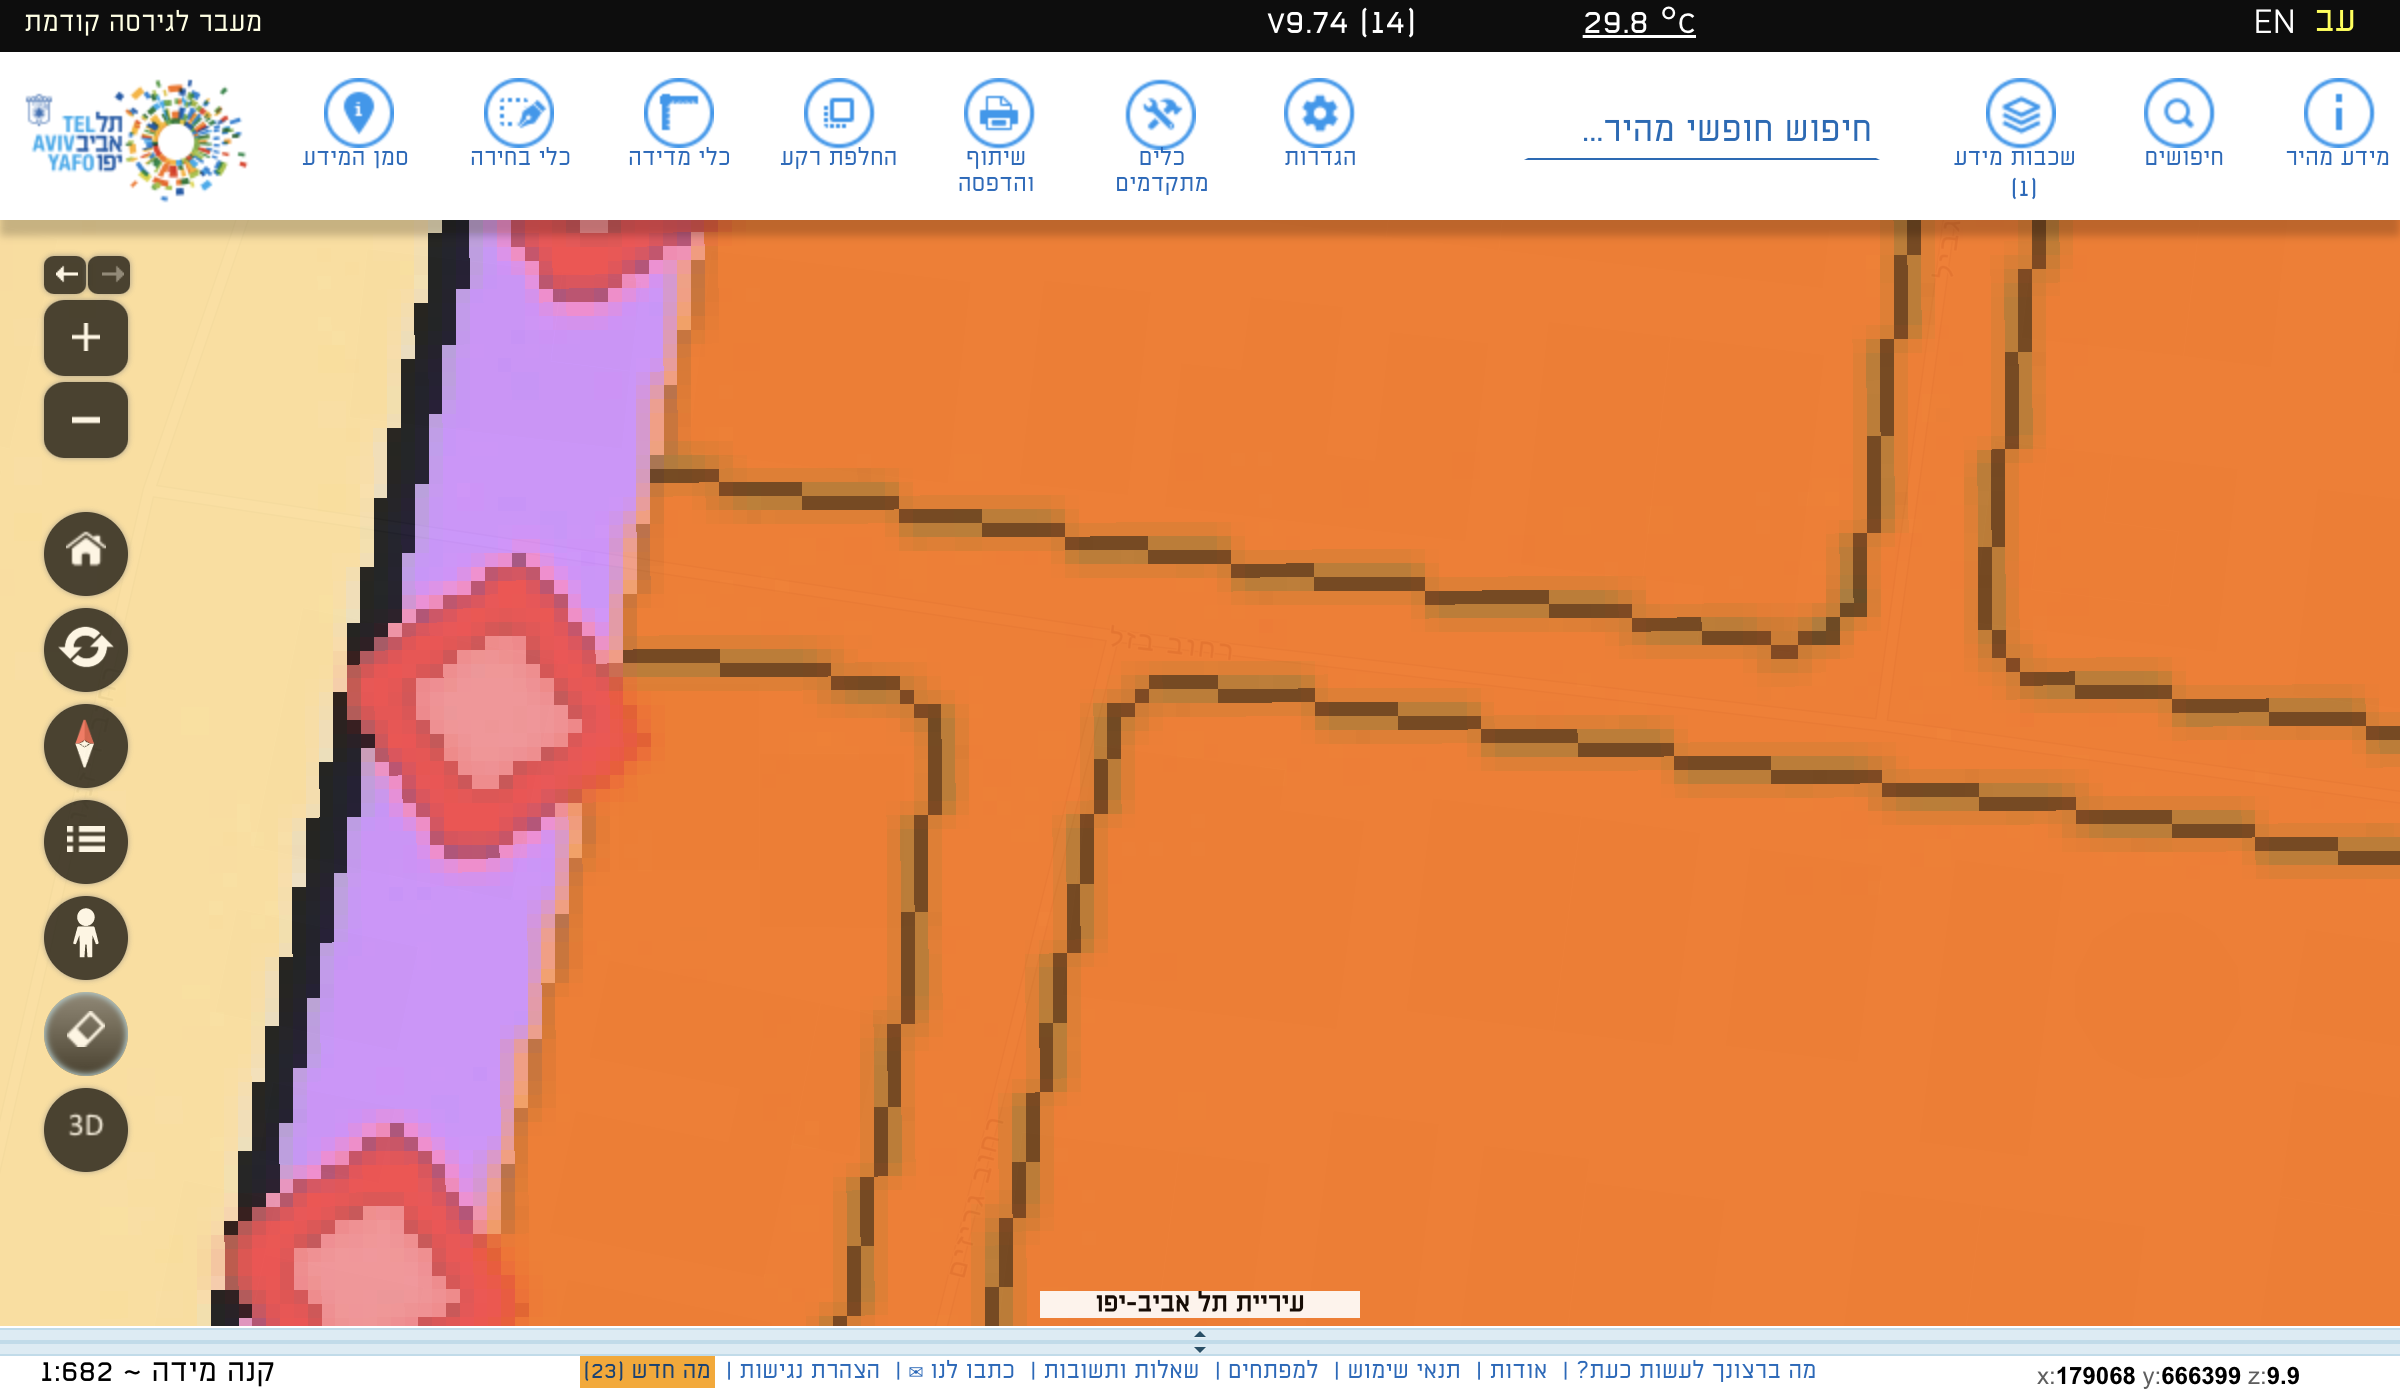 עב EN
29.8 °C
V9.74 (14)
מעבר לגירסה קודמת
מידע מהיר
חיפושים
שכבות מידע
(1)
חיפוש חופשי מהיר...
הגדרות
כלים
מתקדמים
שיתוף
והדפסה
החלפת רקע
כלי מדידה
כלי בחירה
סמן המידע
TEL תל
AVIV אביב
YAFO יפו
רחוב בזל
רחוב גריזים
3D
עיריית תל אביב-יפו
x:179068 y:666399 z:9.9
מה ברצונך לעשות כעת? | אודות | תנאי שימוש | למפתחים | שאלות ותשובות | כתבו לנו ✉ | הצהרת נגישות | מה חדש (23)
קנה מידה ~ 1:682